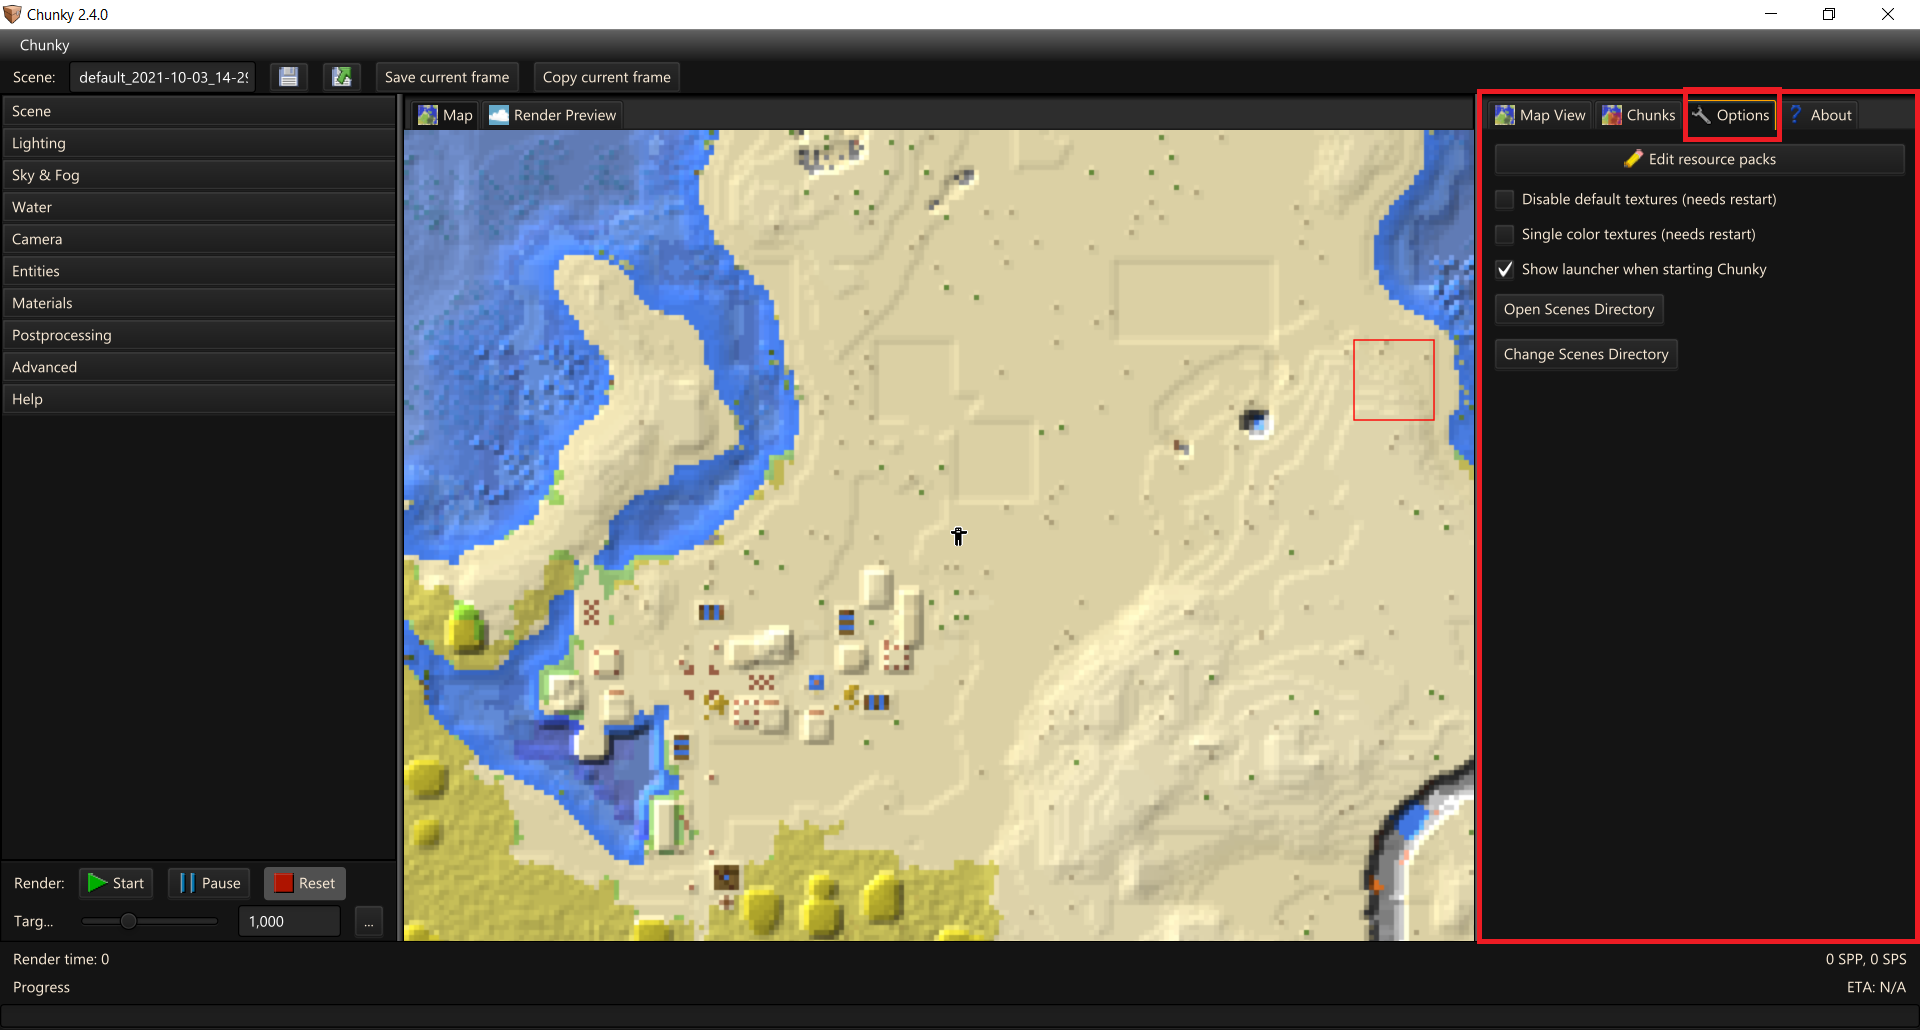 Chunky 2.4.0
Chunky
Scene: default_2021-10-03_14-29 Save current frame Copy current frame
Scene
Lighting
Sky & Fog
Water
Camera
Entities
Materials
Postprocessing
Advanced
Help
Map Render Preview
Map View Chunks Options ? About
Edit resource packs
Disable default textures (needs restart)
Single color textures (needs restart)
Show launcher when starting Chunky
Open Scenes Directory
Change Scenes Directory
Render: Start Pause Reset
Targ... 1,000 ...
Render time: 0
0 SPP, 0 SPS
Progress
ETA: N/A